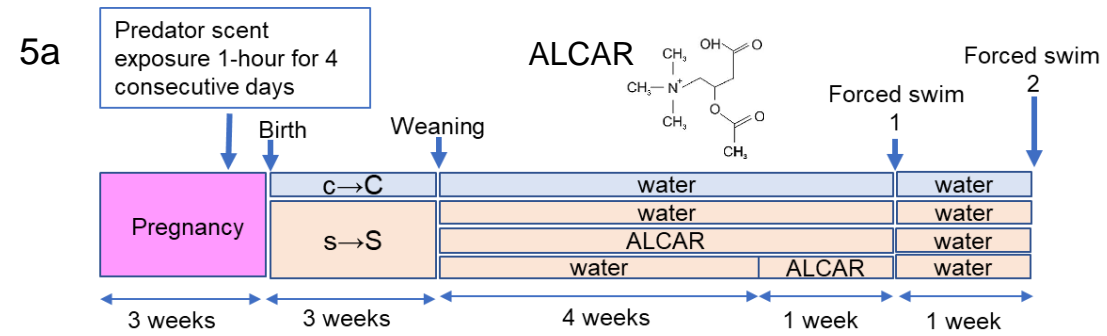 5a
Predator scent
exposure 1-hour for 4
consecutive days
ALCAR
OH
O
CH₃
CH₃
N⁺
CH₃
O
O
CH₃
Forced swim
1
Forced swim
2
Birth
Weaning
Pregnancy
c→C
water
water
s→S
water
water
ALCAR
water
water
ALCAR
water
3 weeks
3 weeks
4 weeks
1 week
1 week